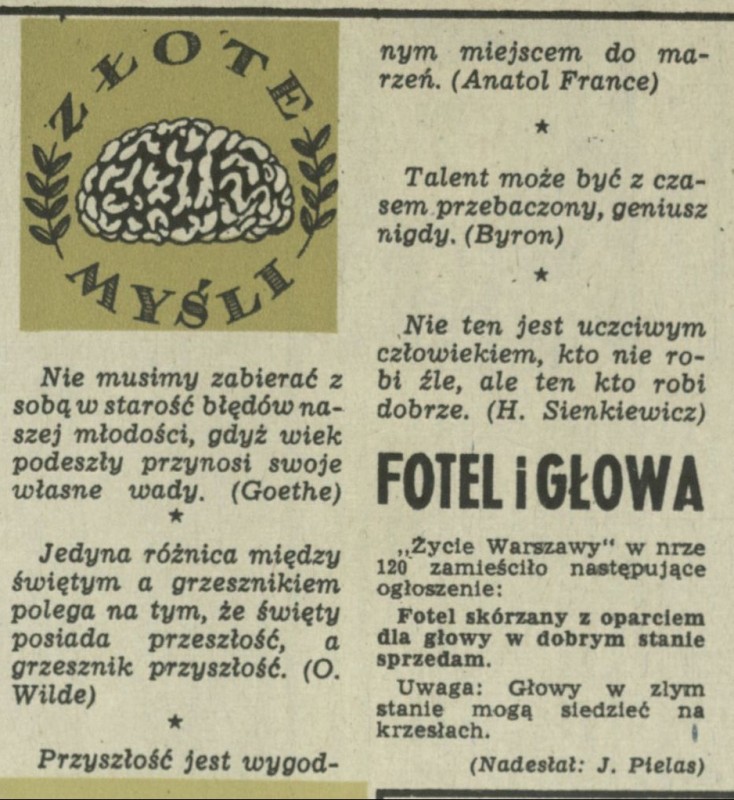 ZŁOTE
MYŚLI
Nie musimy zabierać z
sobą w starość błędów na-
szej młodości, gdyż wiek
podeszły przynosi swoje
własne wady. (Goethe)
★
Jedyna różnica między
świętym a grzesznikiem
polega na tym, że święty
posiada przeszłość, a
grzesznik przyszłość. (O.
Wilde)
★
Przyszłość jest wygod-
nym miejscem do ma-
rzeń. (Anatol France)
★
Talent może być z cza-
sem przebaczony, geniusz
nigdy. (Byron)
★
Nie ten jest uczciwym
człowiekiem, kto nie ro-
bi źle, ale ten kto robi
dobrze. (H. Sienkiewicz)
FOTEL i GŁOWA
„Życie Warszawy" w nrze
120 zamieściło następujące
ogłoszenie:
Fotel skórzany z oparciem
dla głowy w dobrym stanie
sprzedam.
Uwaga: Głowy w złym
stanie mogą siedzieć na
krzesłach.
(Nadesłał: J. Pielas)